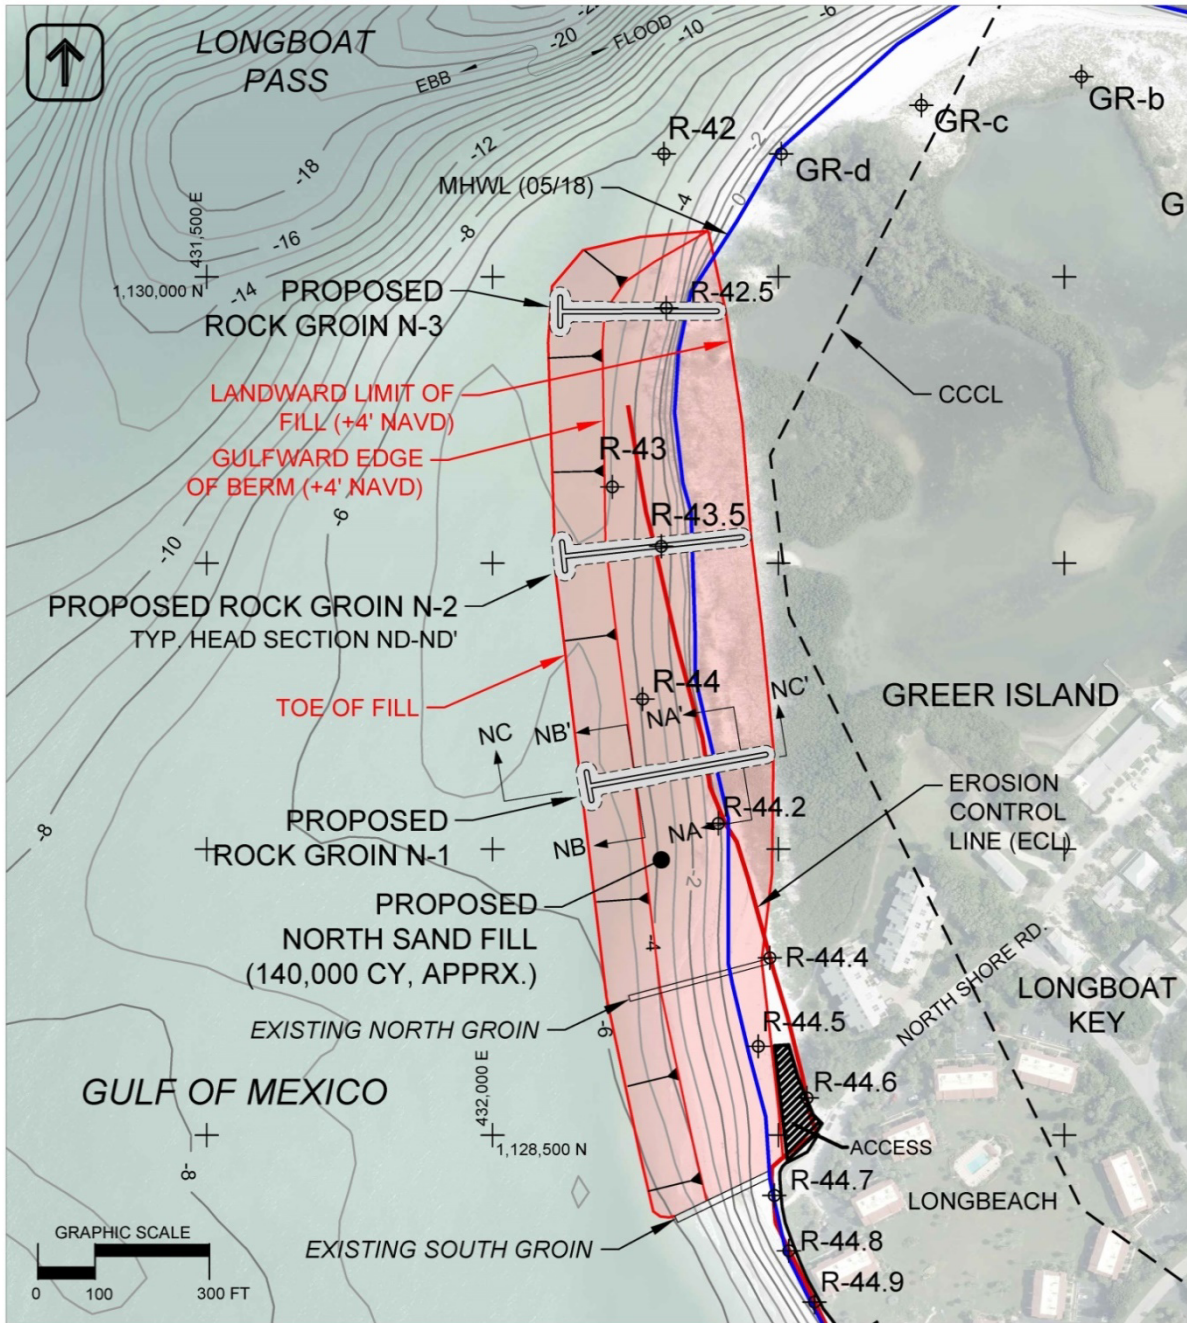 LONGBOAT
PASS
-20
FLOOD
-10
-6
EBB
GR-b
GR-c
R-42
-2
-12
GR-d
-18
MHWL (05/18)
-4
0
G
431,500 E
-16
-8
1,130,000 N
-14
PROPOSED
ROCK GROIN N-3
R-42.5
LANDWARD LIMIT OF
FILL (+4' NAVD)
CCCL
GULFWARD EDGE
OF BERM (+4' NAVD)
R-43
-6
R-43.5
-10
PROPOSED ROCK GROIN N-2
TYP. HEAD SECTION ND-ND'
TOE OF FILL
R-44
NC'
GREER ISLAND
NA'
NC
NB'
EROSION
CONTROL
LINE (ECL)
-8
PROPOSED
ROCK GROIN N-1
R-44.2
NA
NB
-2
PROPOSED
NORTH SAND FILL
(140,000 CY, APPRX.)
-4
R-44.4
NORTH SHORE RD.
LONGBOAT
KEY
EXISTING NORTH GROIN
-6
R-44.5
432,000 E
GULF OF MEXICO
R-44.6
1,128,500 N
ACCESS
-8
R-44.7
LONGBEACH
GRAPHIC SCALE
EXISTING SOUTH GROIN
R-44.8
0 100 300 FT
R-44.9